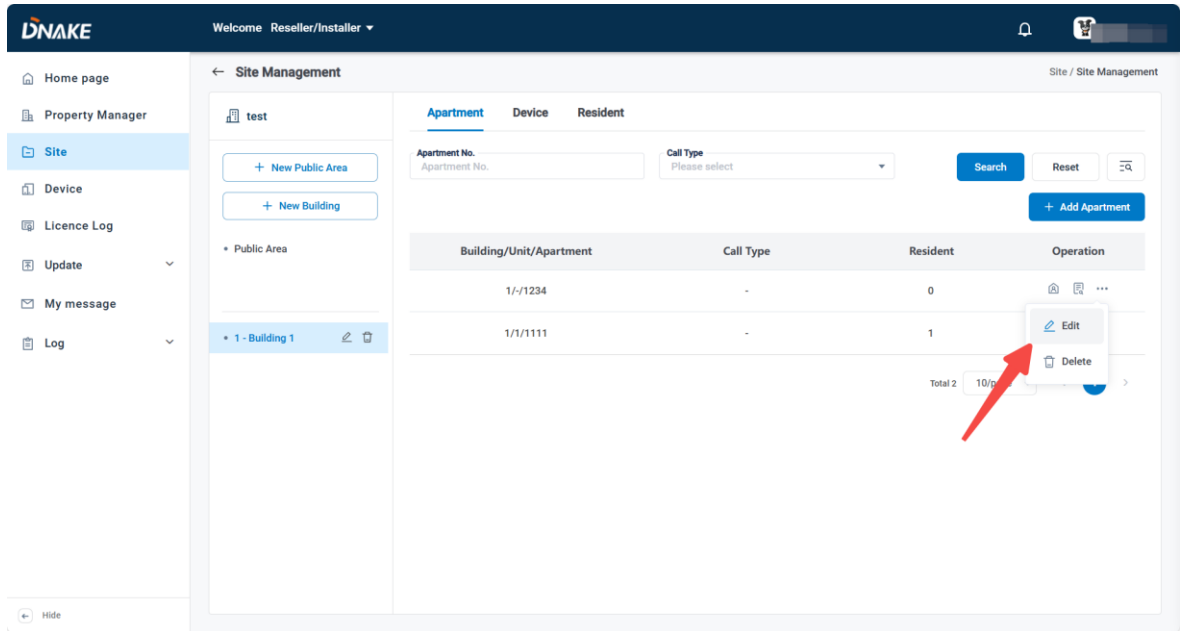 DNAKE
Welcome Reseller/Installer
Home page
Property Manager
Site
Device
Licence Log
Update
My message
Log
Hide
Site Management
Site / Site Management
test
+ New Public Area
+ New Building
Public Area
1 - Building 1
Apartment Device Resident
Apartment No.
Apartment No.
Call Type
Please select
Search
Reset
+ Add Apartment
Building/Unit/Apartment Call Type Resident Operation
1/-/1234 - 0
1/1/1111 - 1
Edit
Delete
Total 2